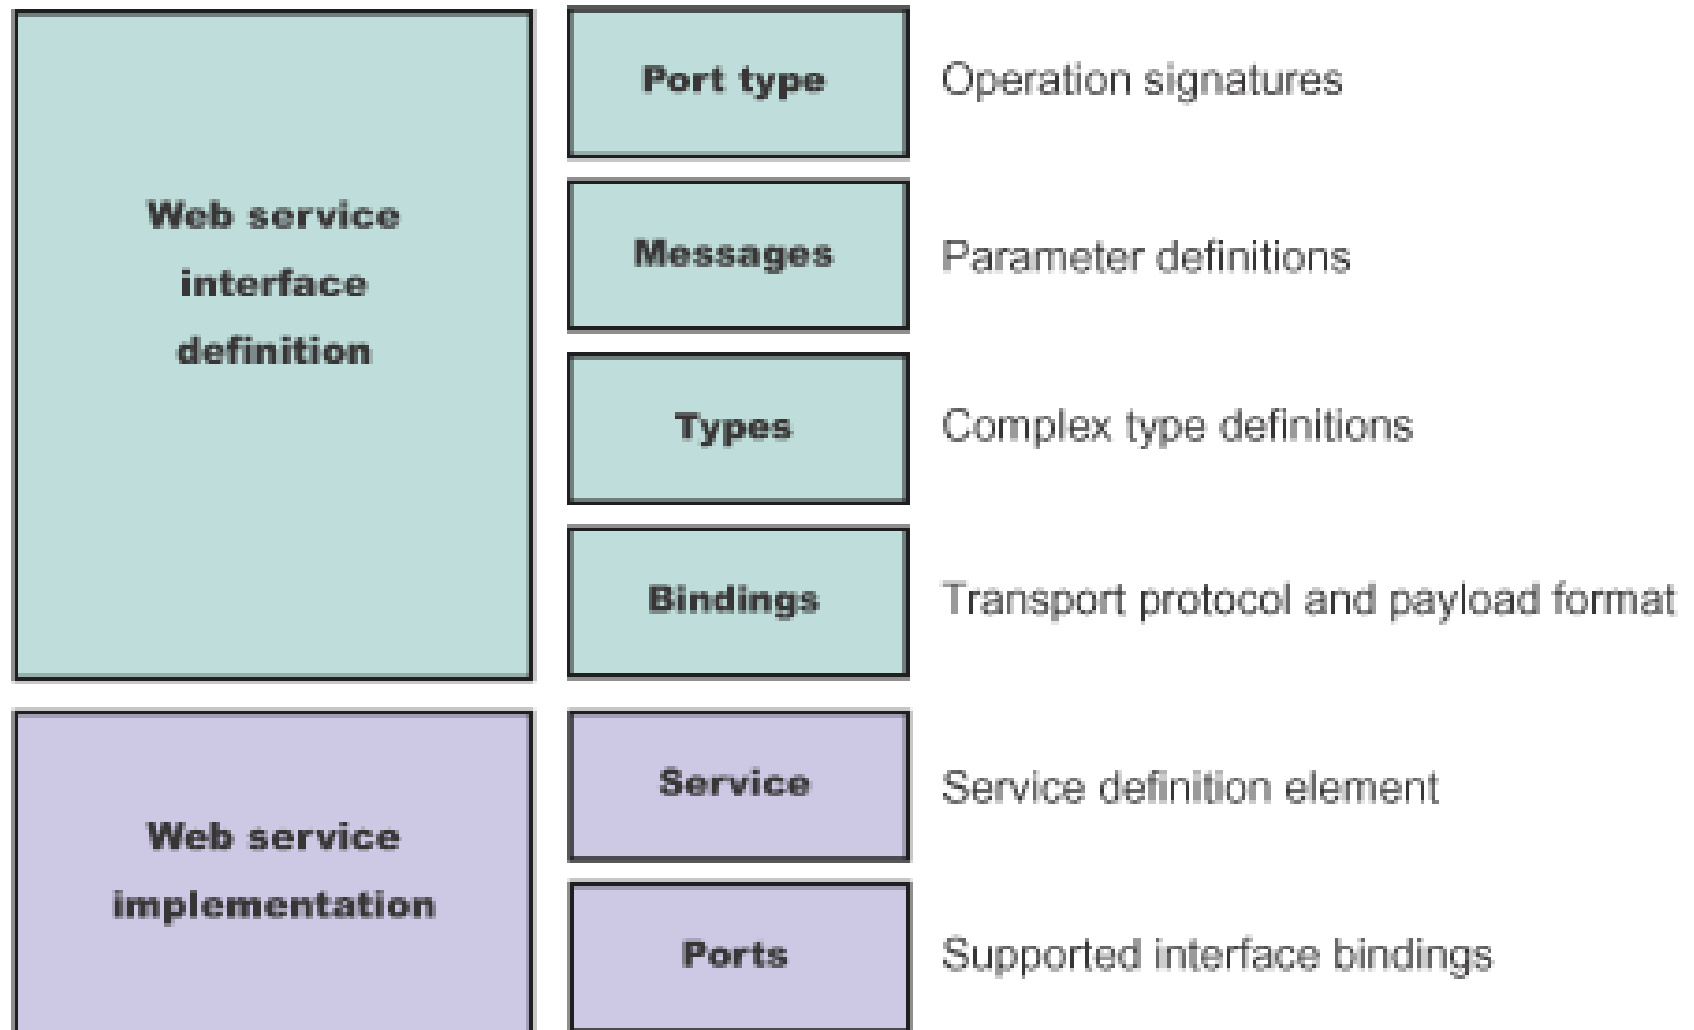 Web service
interface
definition
Port type
Operation signatures
Messages
Parameter definitions
Types
Complex type definitions
Bindings
Transport protocol and payload format
Web service
implementation
Service
Service definition element
Ports
Supported interface bindings